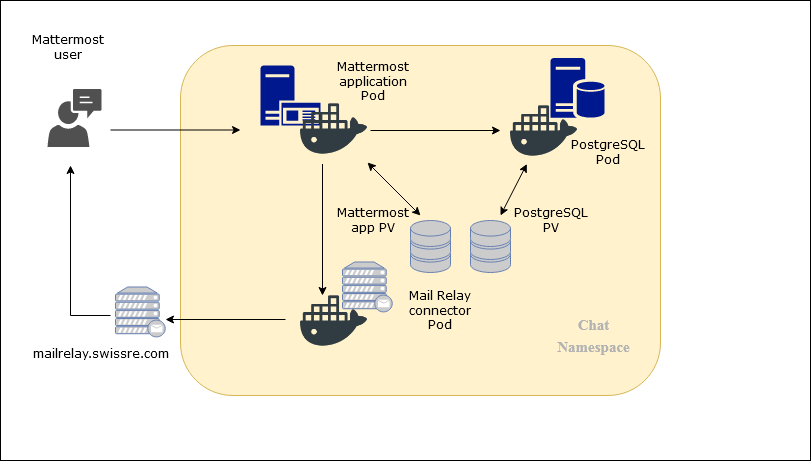 Mattermost
user
Mattermost
application
Pod
PostgreSQL
Pod
Mattermost
app PV
PostgreSQL
PV
Mail Relay
connector
Pod
mailrelay.swissre.com
Chat
Namespace